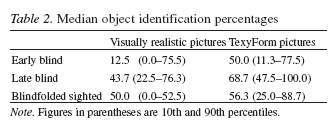 Table 2. Median object identification percentages
Visually realistic pictures TexyForm pictures
Early blind 12.5 (0.0–75.5) 50.0 (11.3–77.5)
Late blind 43.7 (22.5–76.3) 68.7 (47.5–100.0)
Blindfolded sighted 50.0 (0.0–52.5) 56.3 (25.0–88.7)
Note. Figures in parentheses are 10th and 90th percentiles.